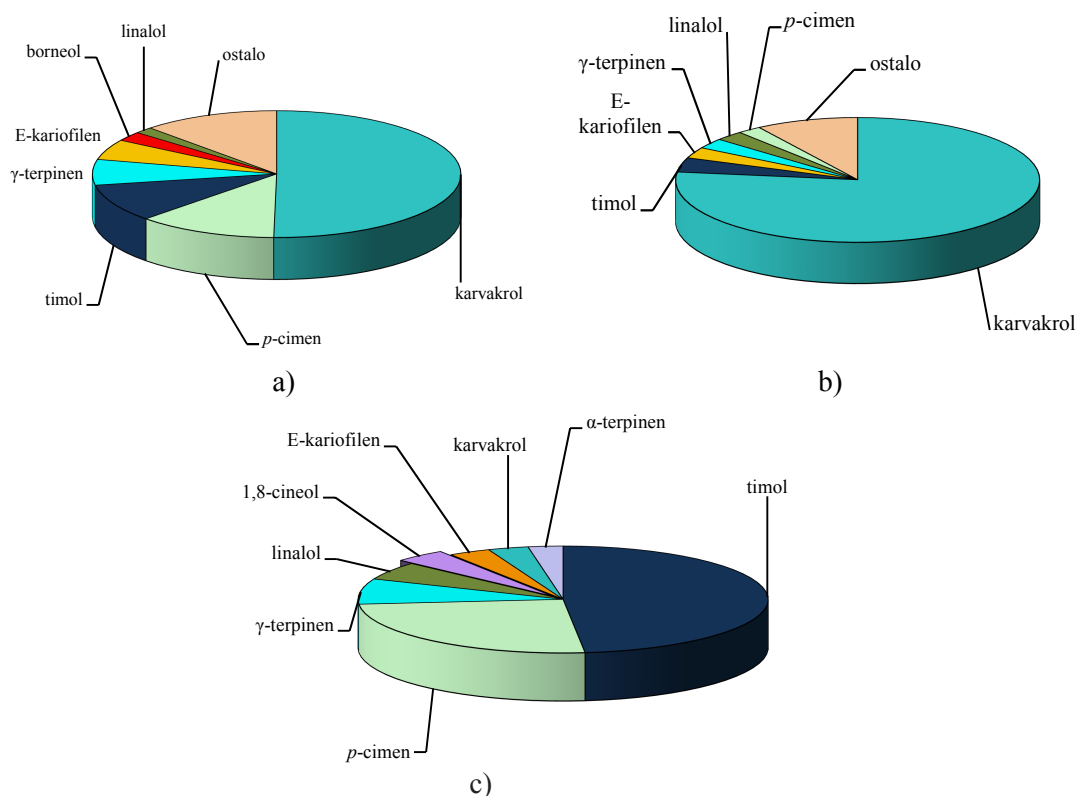 linalol
borneol
ostalo
E-kariofilen
γ-terpinen
timol
karvakrol
p-cimen
a)
p-cimen
linalol
γ-terpinen
ostalo
E-
kariofilen
timol
karvakrol
b)
α-terpinen
E-kariofilen
karvakrol
1,8-cineol
timol
linalol
γ-terpinen
p-cimen
c)